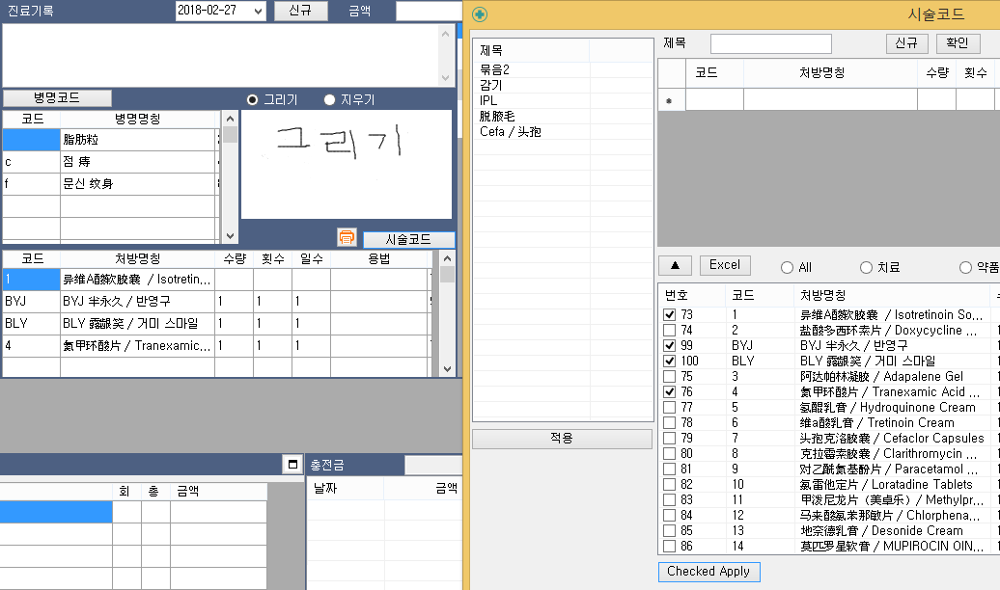 진료기록 2018-02-27 신규 금액
병명코드 그리기 지우기
코드 병명명칭
脂肪粒
c 점 痔
f 문신 纹身
그리기
시술코드
코드 처방명칭 수량 횟수 일수 용법
1 异维A酸软胶囊 / Isotretin...
BYJ BYJ 半永久 / 반영구 1 1 1
BLY BLY 露龈笑 / 거미 스마일 1 1 1
4 氨甲环酸片 / Tranexamic... 1 1 1
회 총 금액
충전금
날짜 금액
시술코드
제목
묶음2
감기
IPL
脱腋毛
Cefa / 头孢
적용
제목 신규 확인
코드 처방명칭 수량 횟수
*
▲ Excel All 치료 약품
번호 코드 처방명칭
73 1 异维A酸软胶囊 / Isotretinoin So...
74 2 盐酸多西环素片 / Doxycycline ...
99 BYJ BYJ 半永久 / 반영구
100 BLY BLY 露龈笑 / 거미 스마일
75 3 阿达帕林凝胶 / Adapalene Gel
76 4 氨甲环酸片 / Tranexamic Acid ...
77 5 氢醌乳膏 / Hydroquinone Cream
78 6 维a酸乳膏 / Tretinoin Cream
79 7 头孢克洛胶囊 / Cefaclor Capsules
80 8 克拉霉素胶囊 / Clarithromycin ...
81 9 对乙酰氨基酚片 / Paracetamol ...
82 10 氯雷他定片 / Loratadine Tablets
83 11 甲泼尼龙片（美卓乐）/ Methylpr...
84 12 马来酸氯苯那敏片 / Chlorphena...
85 13 地奈德乳膏 / Desonide Cream
86 14 莫匹罗星软膏 / MUPIROCIN OIN...
Checked Apply